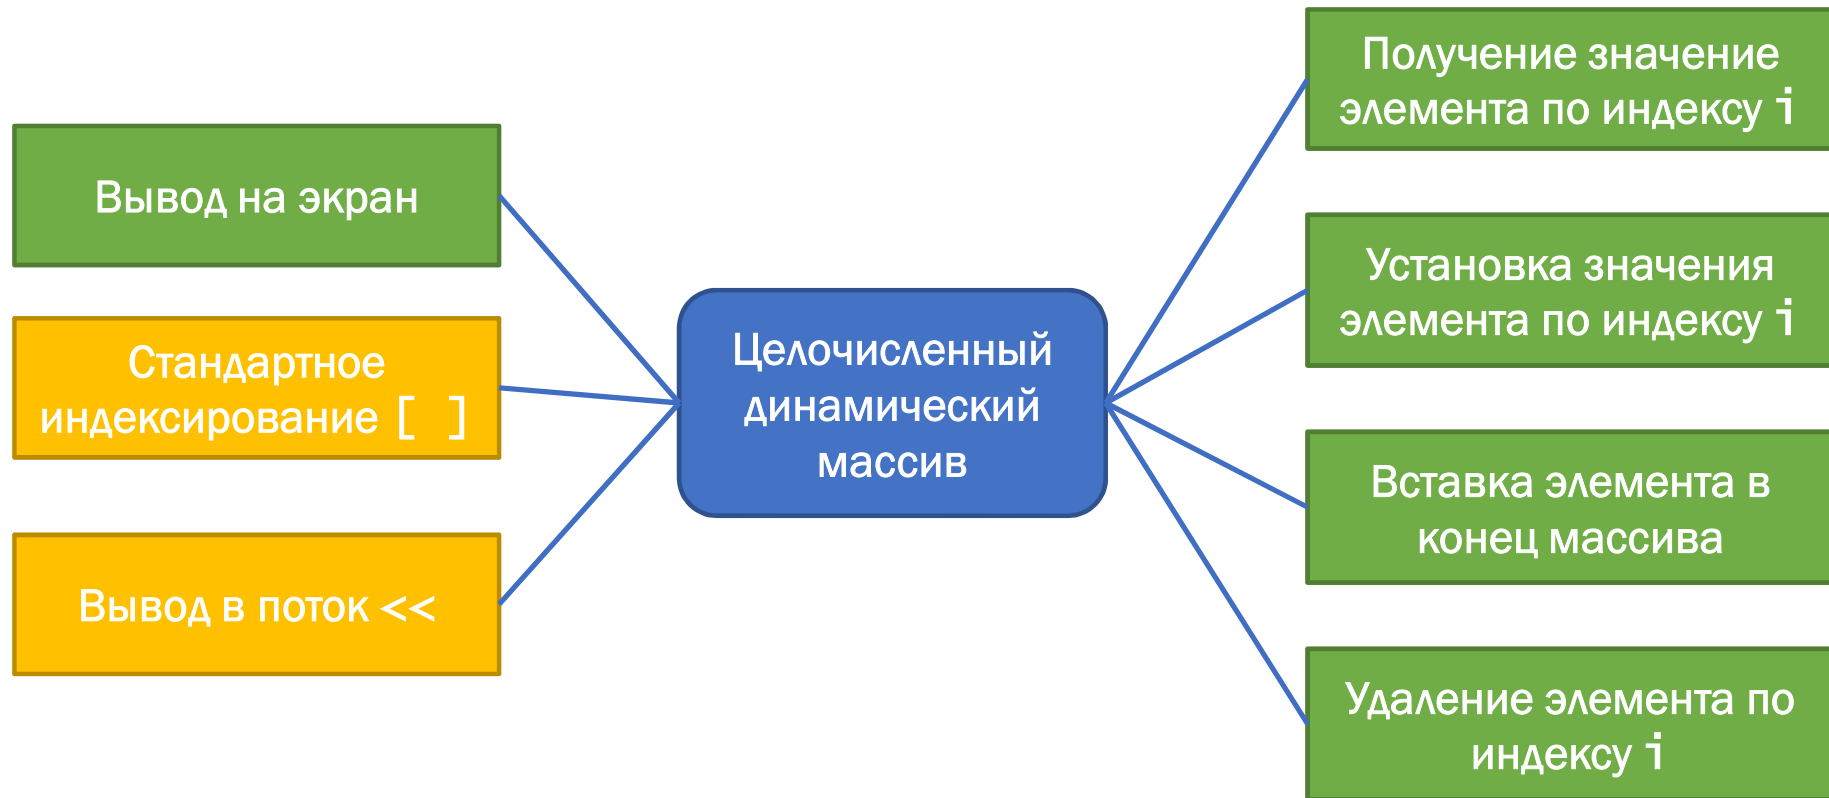 Вывод на экран
Стандартное
индексирование [ ]
Вывод в поток <<
Целочисленный
динамический
массив
Получение значение
элемента по индексу i
Установка значения
элемента по индексу i
Вставка элемента в
конец массива
Удаление элемента по
индексу i